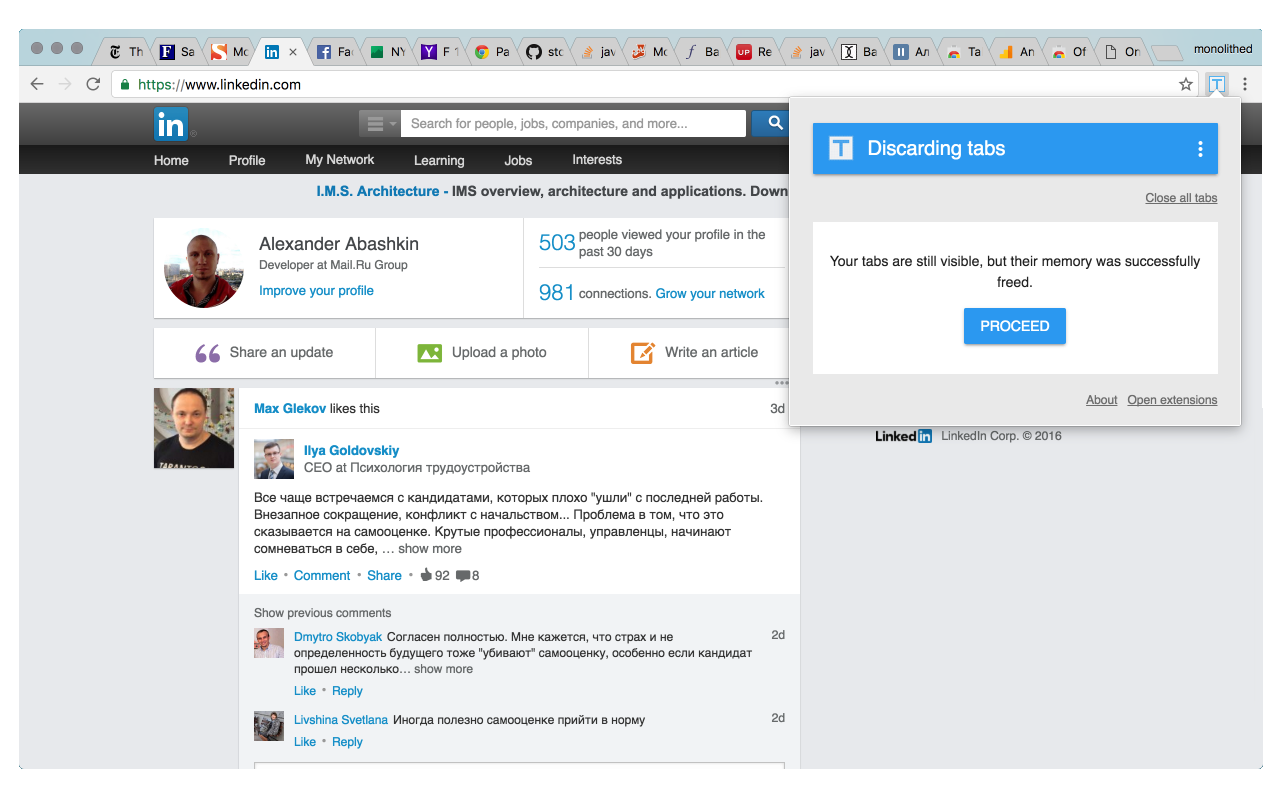 Th
Sa
Mo
Fac
NY
F 1
Pa
sto
jav
Mo
Ba
UP
Re
jav
Ba
Ал
Ta
An
Of
On
monolithed
https://www.linkedin.com
in
Search for people, jobs, companies, and more...
Home Profile My Network Learning Jobs Interests
I.M.S. Architecture - IMS overview, architecture and applications. Down
Alexander Abashkin
Developer at Mail.Ru Group
Improve your profile
503 people viewed your profile in the
past 30 days
981 connections. Grow your network
Share an update
Upload a photo
Write an article
Max Glekov likes this
3d
Ilya Goldovskiy
CEO at Психология трудоустройства
Все чаще встречаемся с кандидатами, которых плохо "ушли" с последней работы.
Внезапное сокращение, конфликт с начальством... Проблема в том, что это
сказывается на самооценке. Крутые профессионалы, управленцы, начинают
сомневаться в себе, … show more
Like • Comment • Share • 92 8
Show previous comments
Dmytro Skobyak Согласен полностью. Мне кажется, что страх и не
2d
определенность будущего тоже "убивают" самооценку, особенно если кандидат
прошел несколько… show more
Like • Reply
Livshina Svetlana Иногда полезно самооценке прийти в норму
2d
Like • Reply
T Discarding tabs
Close all tabs
Your tabs are still visible, but their memory was successfully
freed.
PROCEED
About Open extensions
Linked in LinkedIn Corp. © 2016